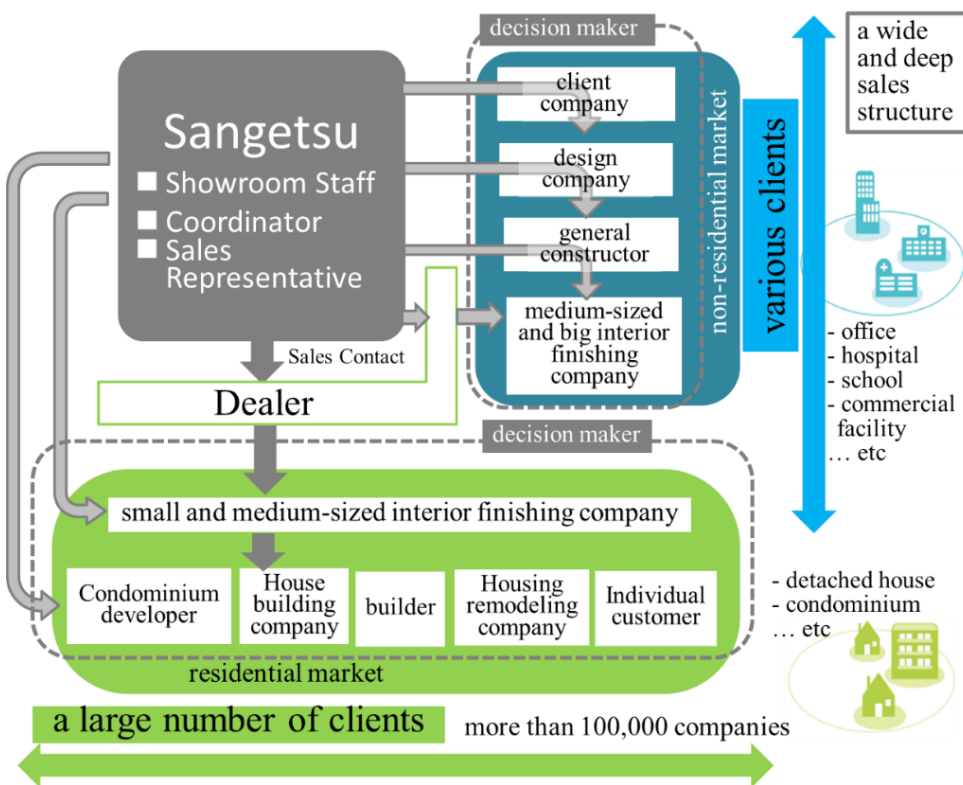 decision maker
a wide
and deep
sales
structure
Sangetsu
Showroom Staff
Coordinator
Sales
Representative
client
company
design
company
general
constructor
medium-sized
and big interior
finishing
company
non-residential market
various clients
Sales Contact
Dealer
- office
- hospital
- school
- commercial
facility
... etc
decision maker
small and medium-sized interior finishing company
Condominium
developer
House
building
company
builder
Housing
remodeling
company
Individual
customer
- detached house
- condominium
... etc
residential market
a large number of clients
more than 100,000 companies